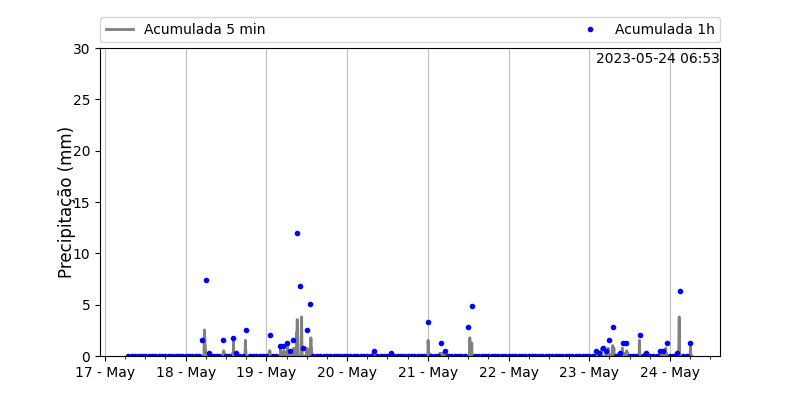 Acumulada 5 min
Acumulada 1h
2023-05-24 06:53
Precipitação (mm)
30
25
20
15
10
5
0
17 - May 18 - May 19 - May 20 - May 21 - May 22 - May 23 - May 24 - May